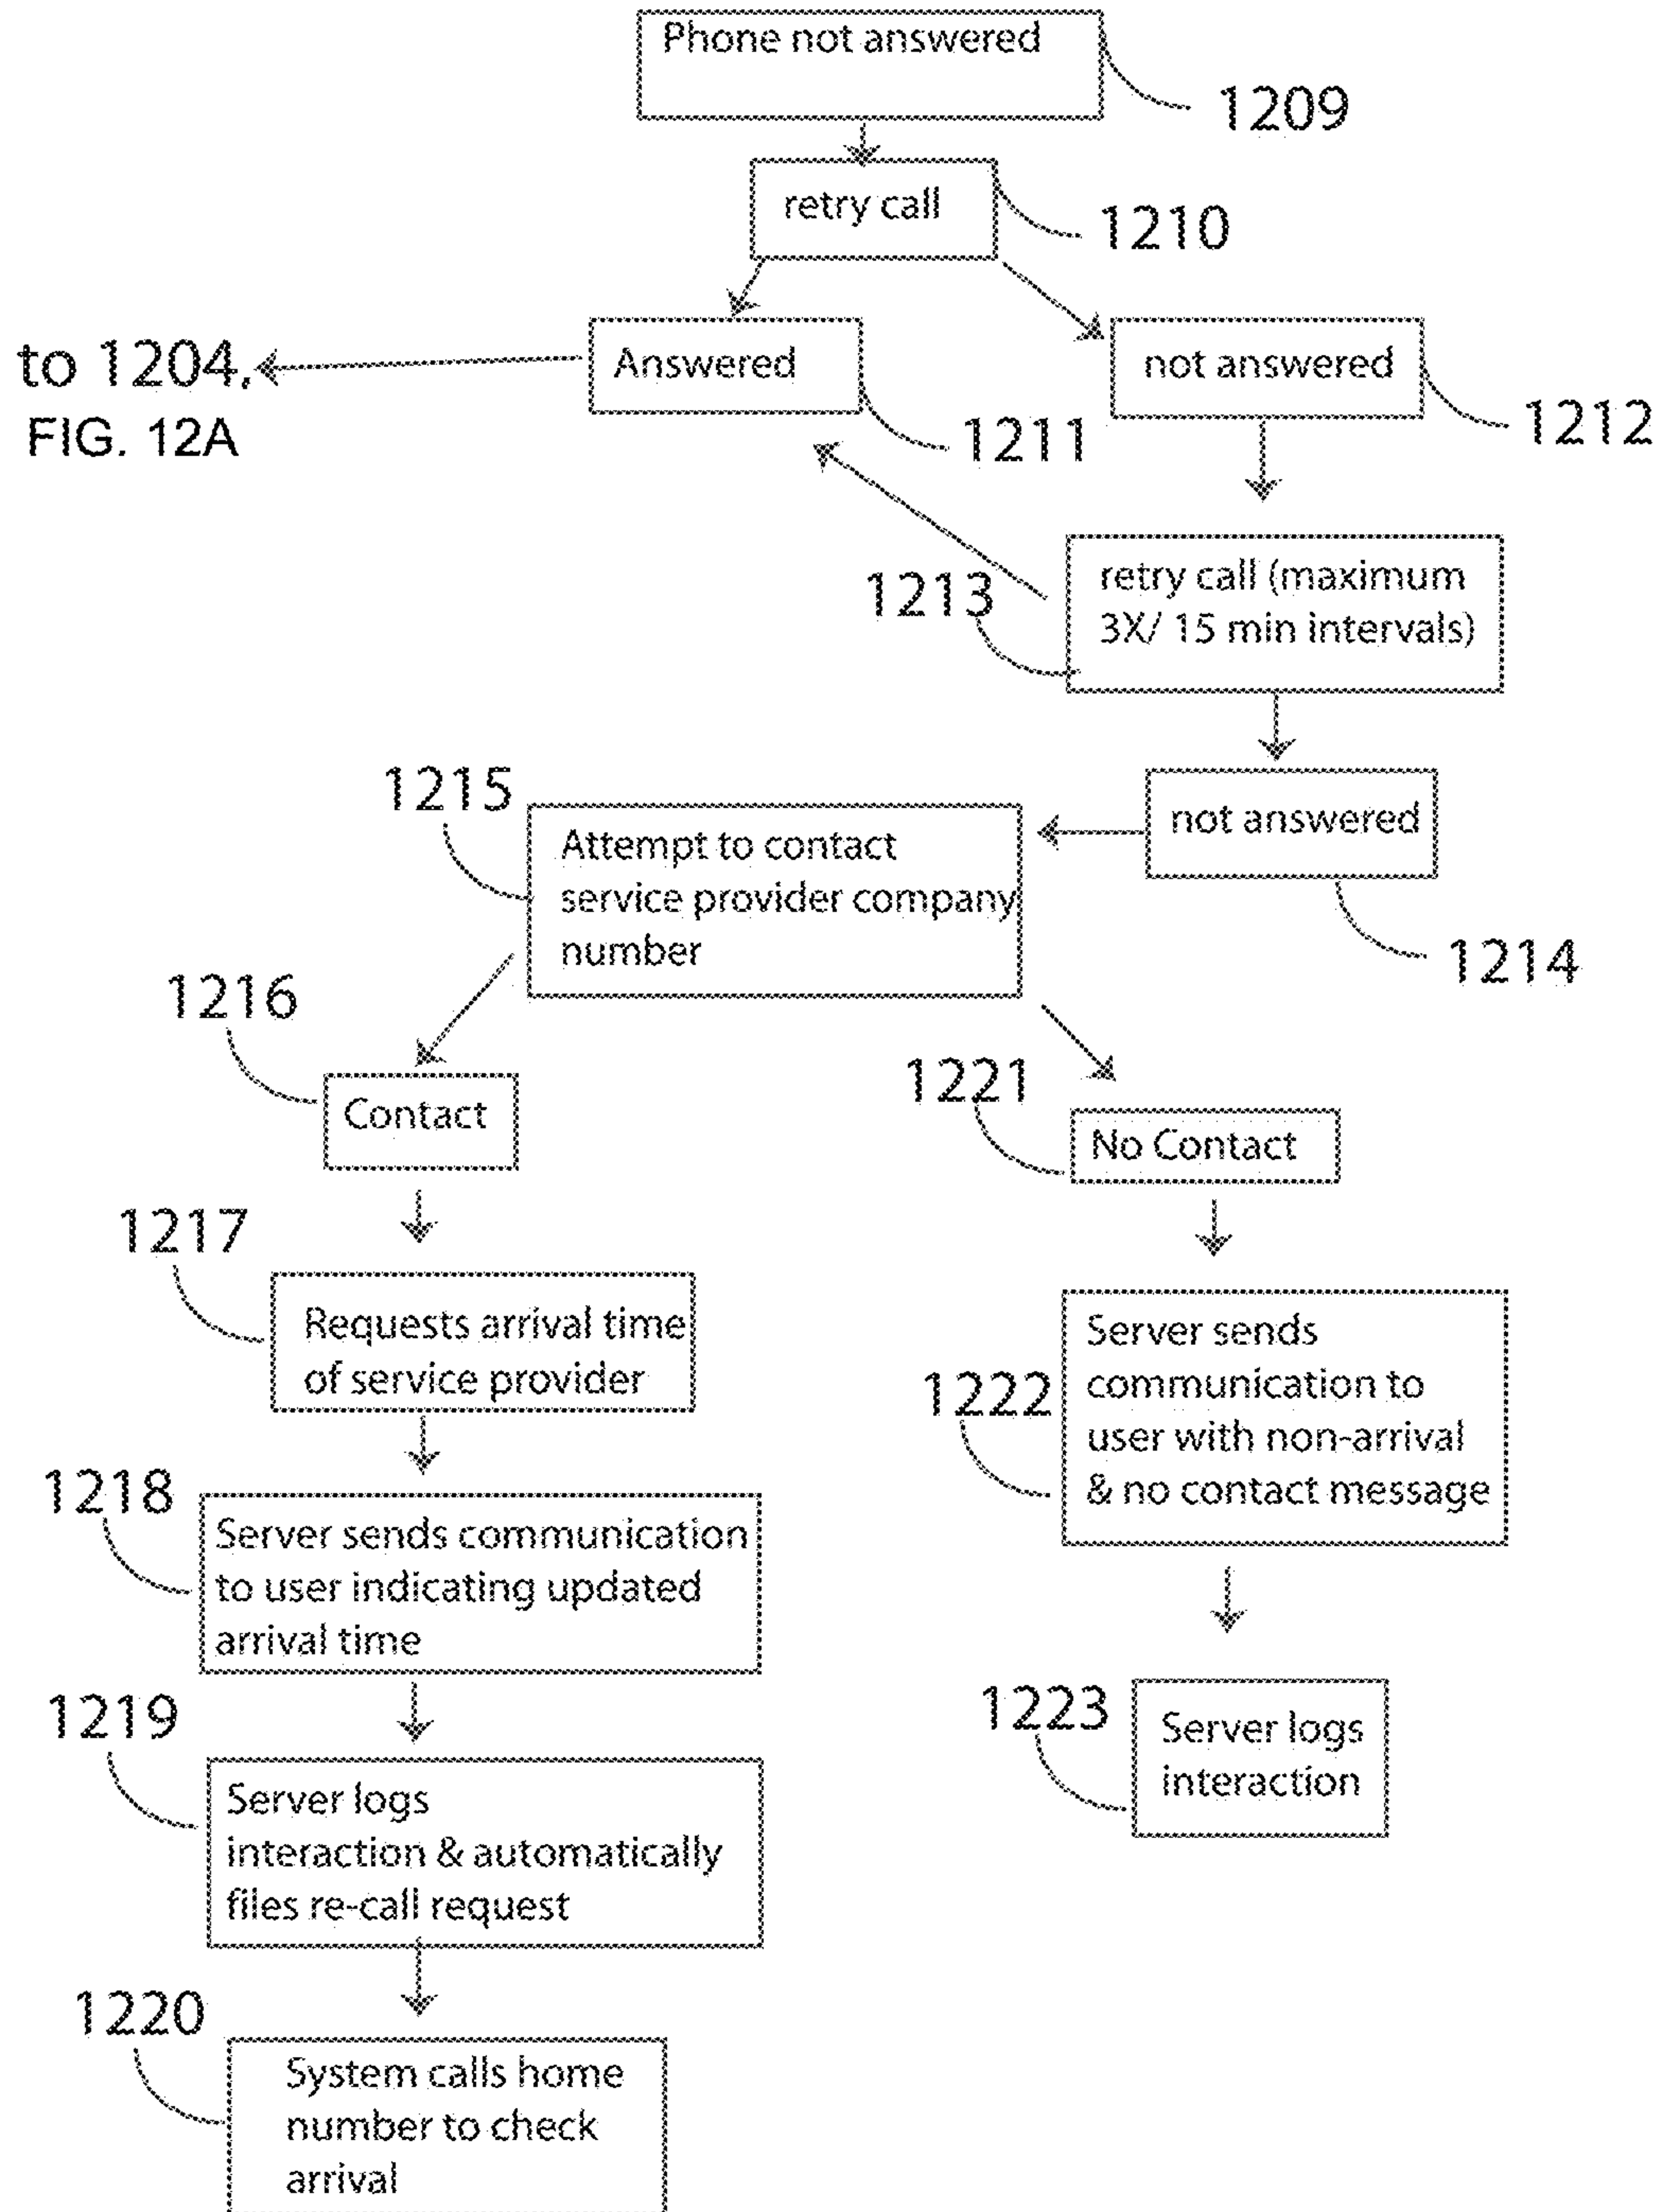 Phone not answered
1209
retry call
1210
to 1204,
FIG. 12A
Answered
1211
not answered
1212
1213
retry call (maximum
3X/ 15 min intervals)
not answered
1214
1215
Attempt to contact
service provider company
number
1216
Contact
1221
No Contact
1217
Requests arrival time
of service provider
1222
Server sends
communication to
user with non-arrival
& no contact message
1218
Server sends communication
to user indicating updated
arrival time
1223
Server logs
interaction
1219
Server logs
interaction & automatically
files re-call request
1220
System calls home
number to check
arrival